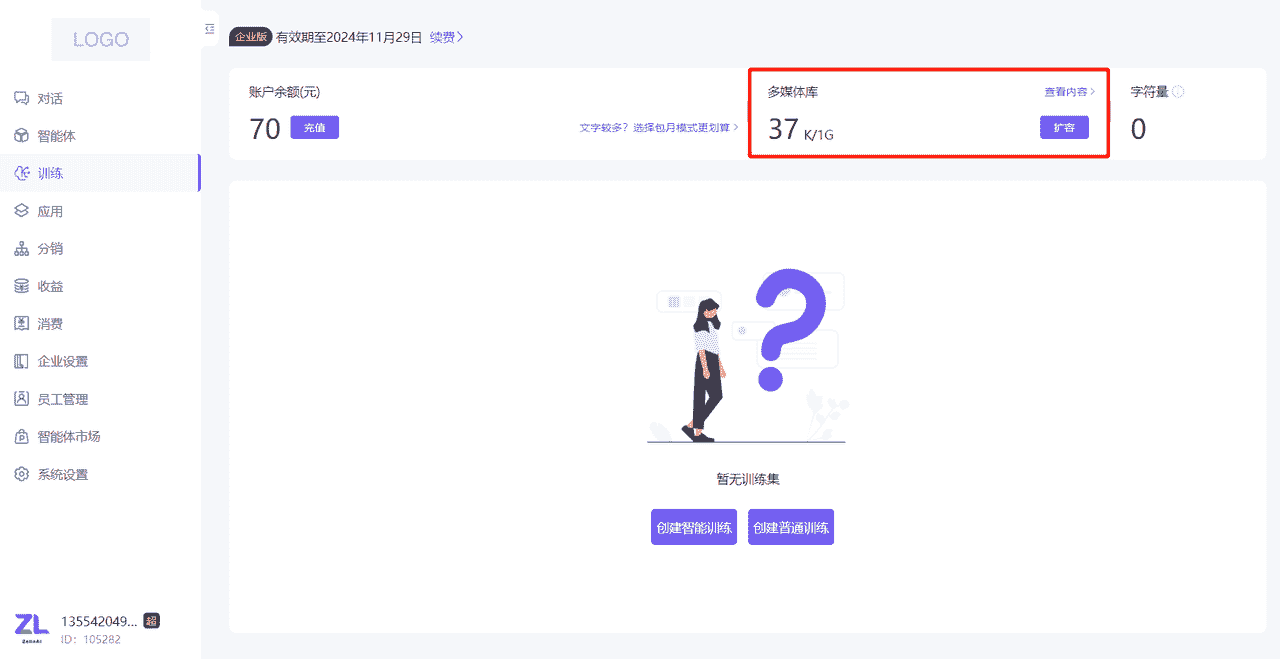 LOGO
对话
智能体
训练
应用
分销
收益
消费
企业设置
员工管理
智能体市场
系统设置
ZL
135542049... 超
ID: 105282
企业版 有效期至2024年11月29日 续费>
账户余额(元)
70 充值
文字较多? 选择包月模式更划算 >
多媒体库 查看内容 >
37 K/1G 扩容
字符量
0
暂无训练集
创建智能训练 创建普通训练